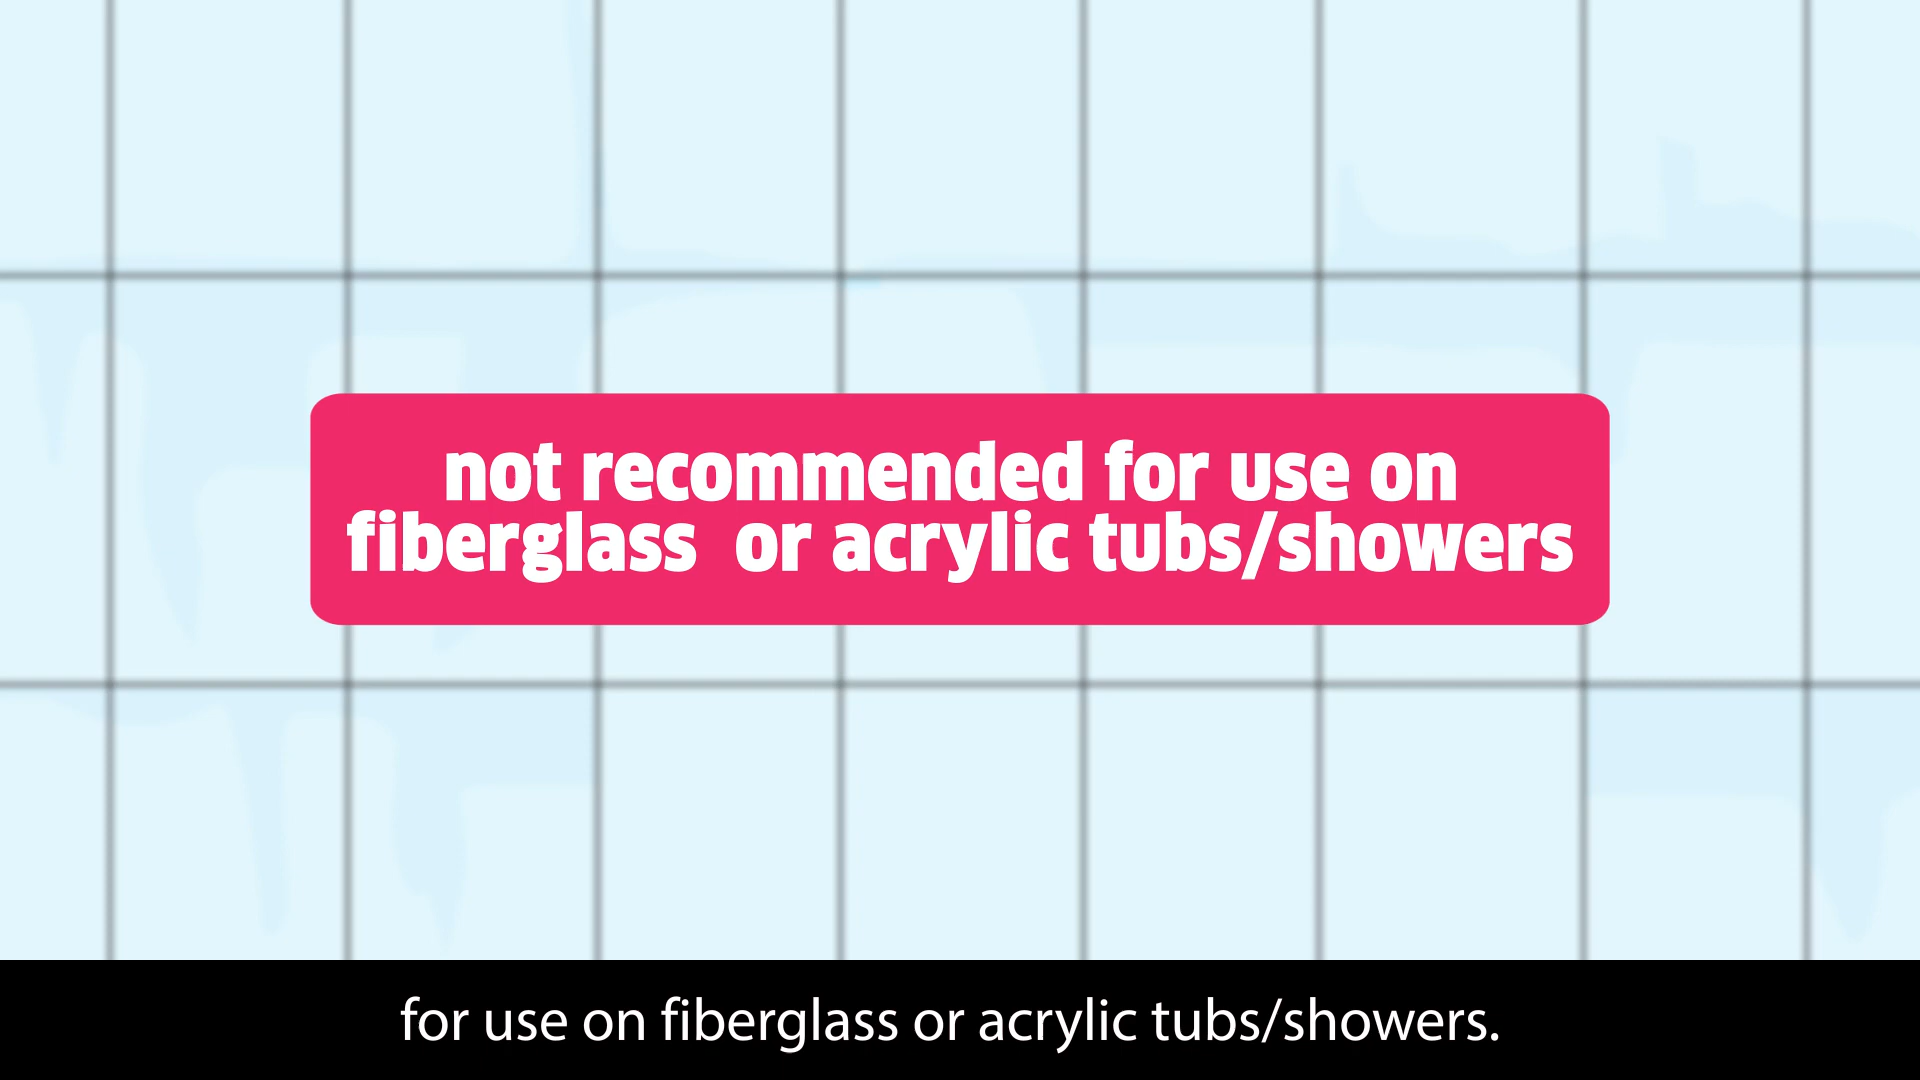 not recommended for use on
fiberglass  or acrylic tubs/showers
for use on fiberglass or acrylic tubs/showers.